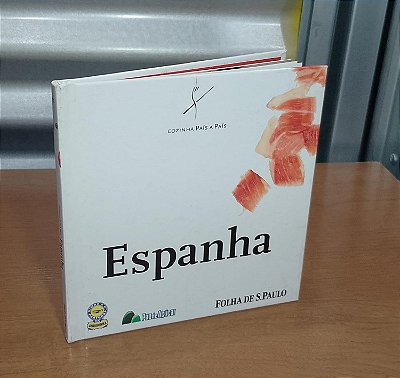 COZINHA PAÍS A PAÍS
Espanha
FOLHA DE S.PAULO